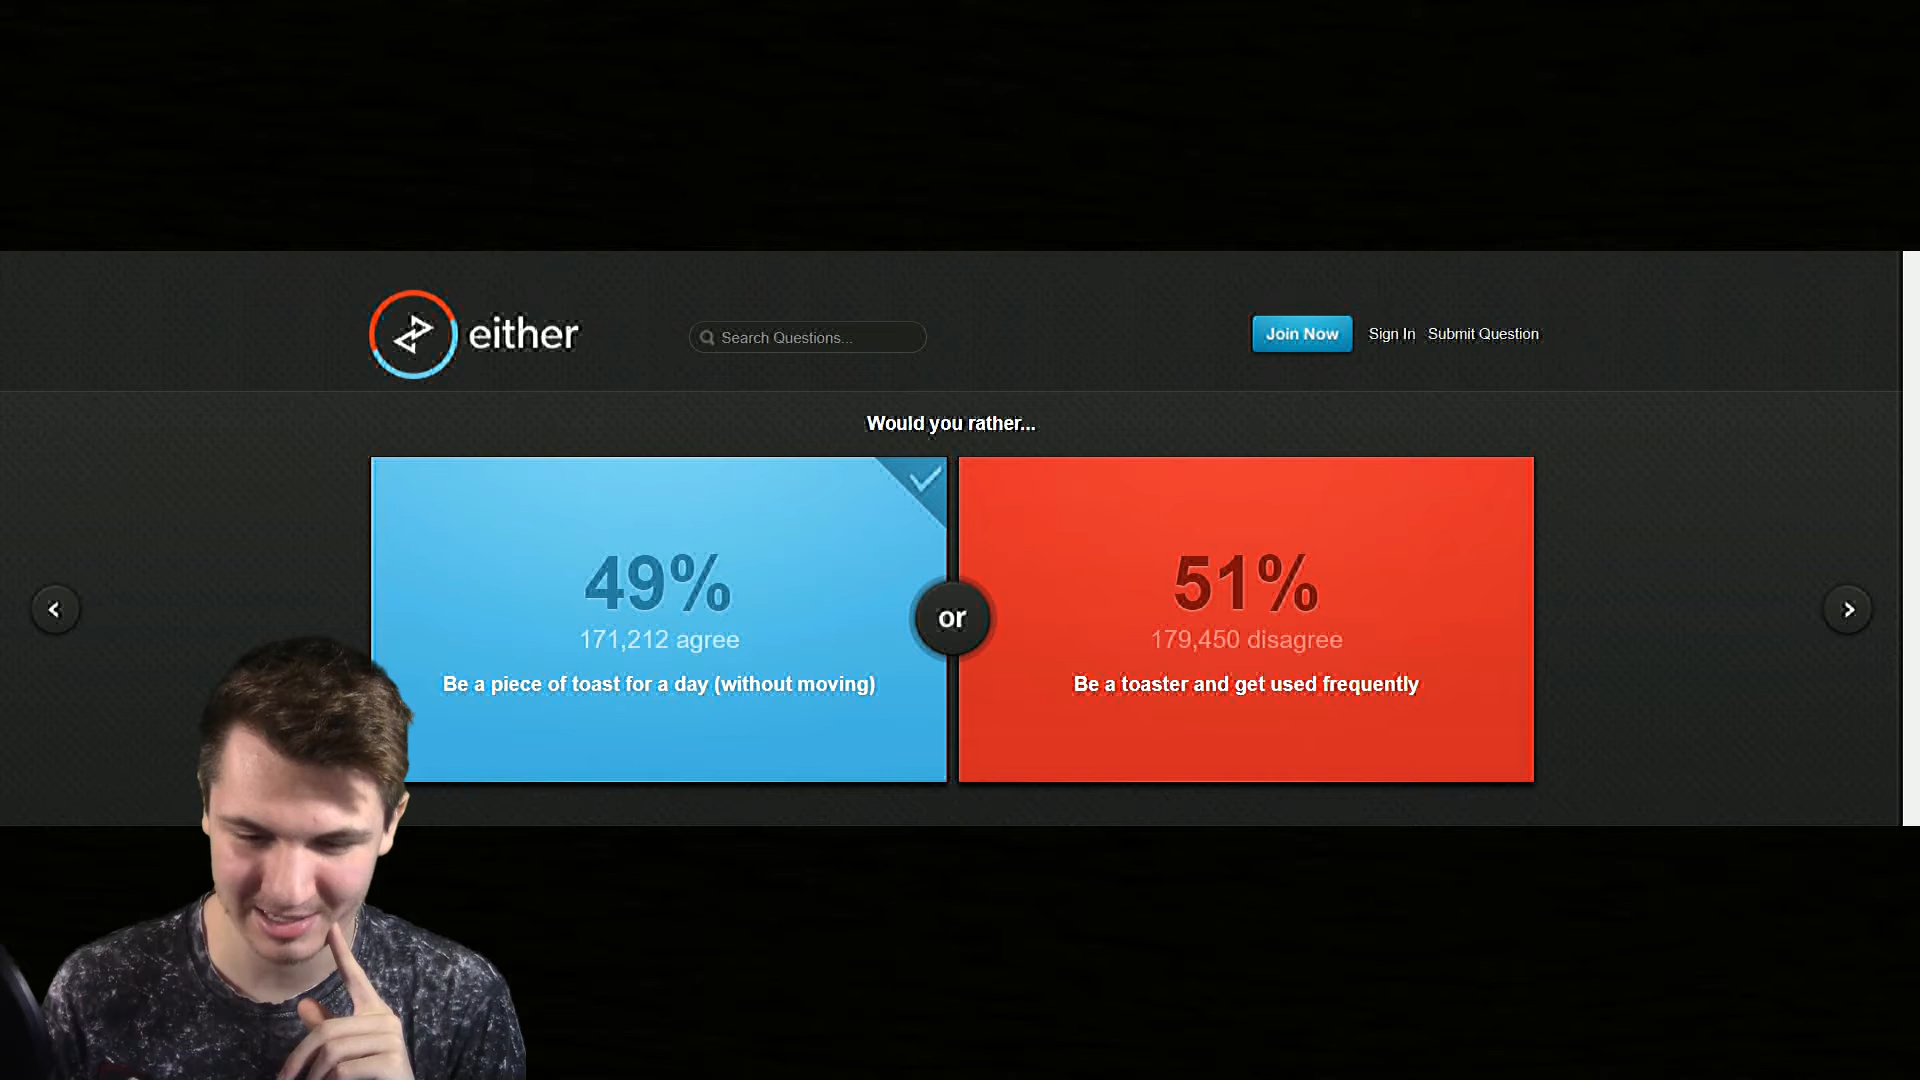 either
Search Questions...
Join Now
Sign In
Submit Question
Would you rather...
49%
171,212 agree
Be a piece of toast for a day (without moving)
or
51%
179,450 disagree
Be a toaster and get used frequently